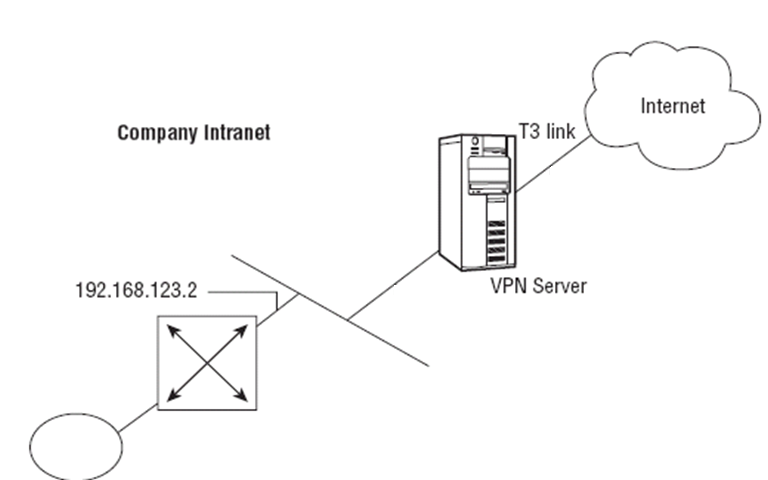 Internet
T3 link
Company Intranet
VPN Server
192.168.123.2